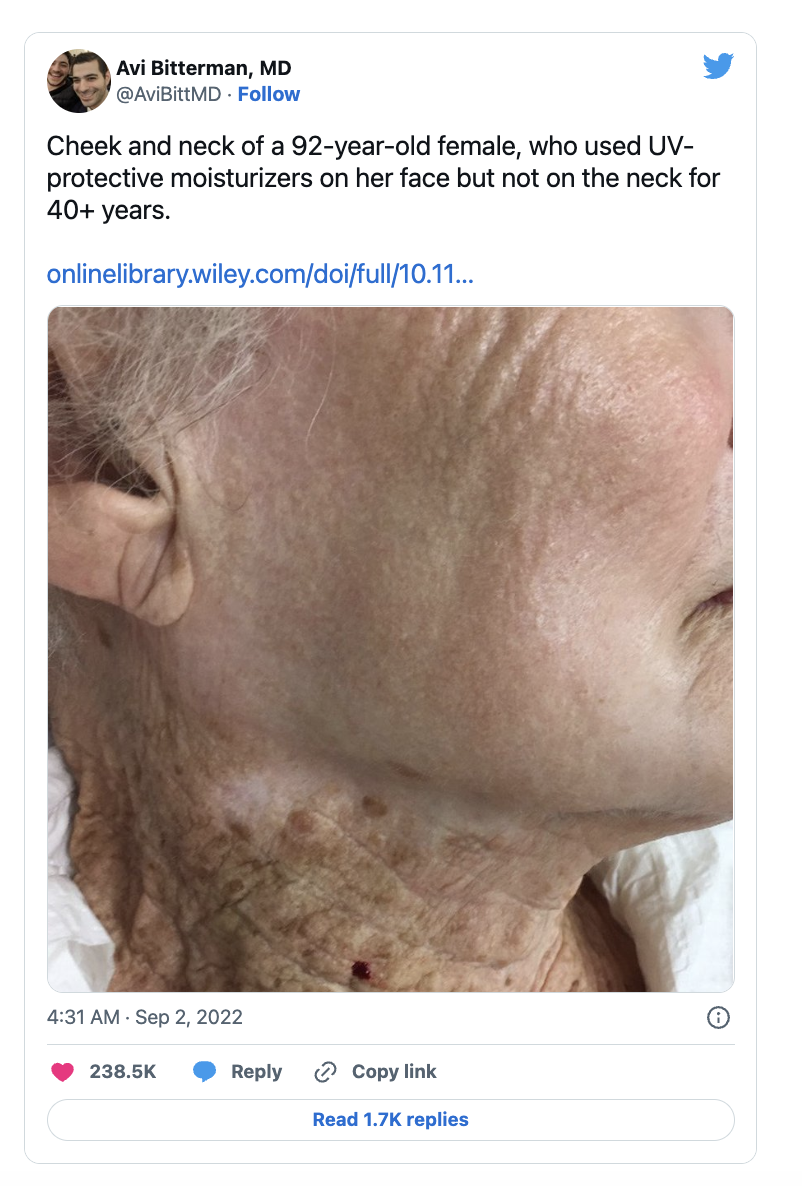 Avi Bitterman, MD
@AviBittMD · Follow
Cheek and neck of a 92-year-old female, who used UV-
protective moisturizers on her face but not on the neck for
40+ years.
onlinelibrary.wiley.com/doi/full/10.11...
4:31 AM · Sep 2, 2022
238.5K Reply Copy link
Read 1.7K replies